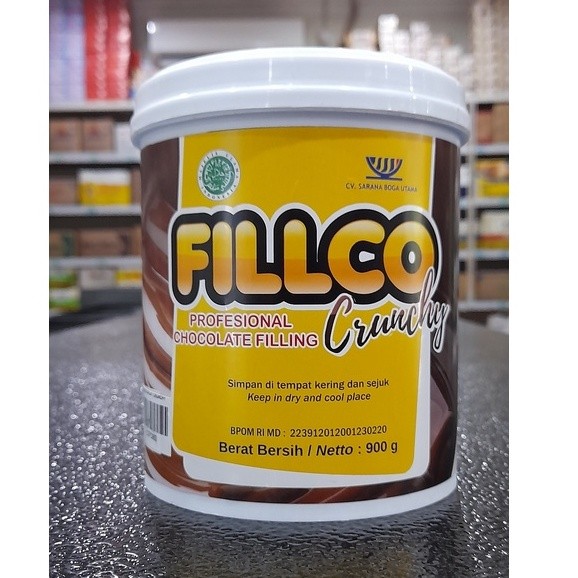 CV. SARANA BOGA UTAMA
FILLCO
Crunchy
PROFESIONAL
CHOCOLATE FILLING
Simpan di tempat kering dan sejuk
Keep in dry and cool place
BPOM RI MD : 223912012001230220
Berat Bersih / Netto : 900 g